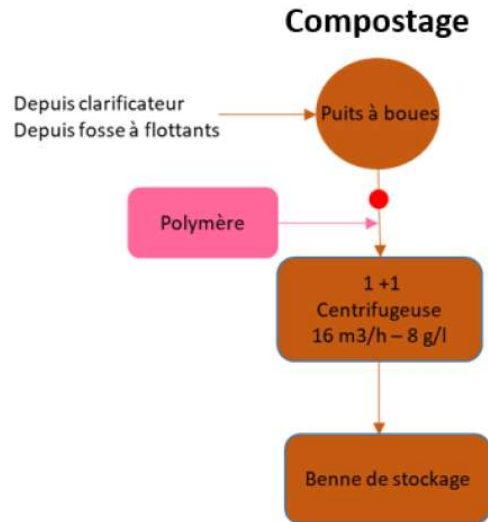 Compostage
Depuis clarificateur
Depuis fosse à flottants
Puits à boues
Polymère
1 +1
Centrifugeuse
16 m3/h – 8 g/l
Benne de stockage